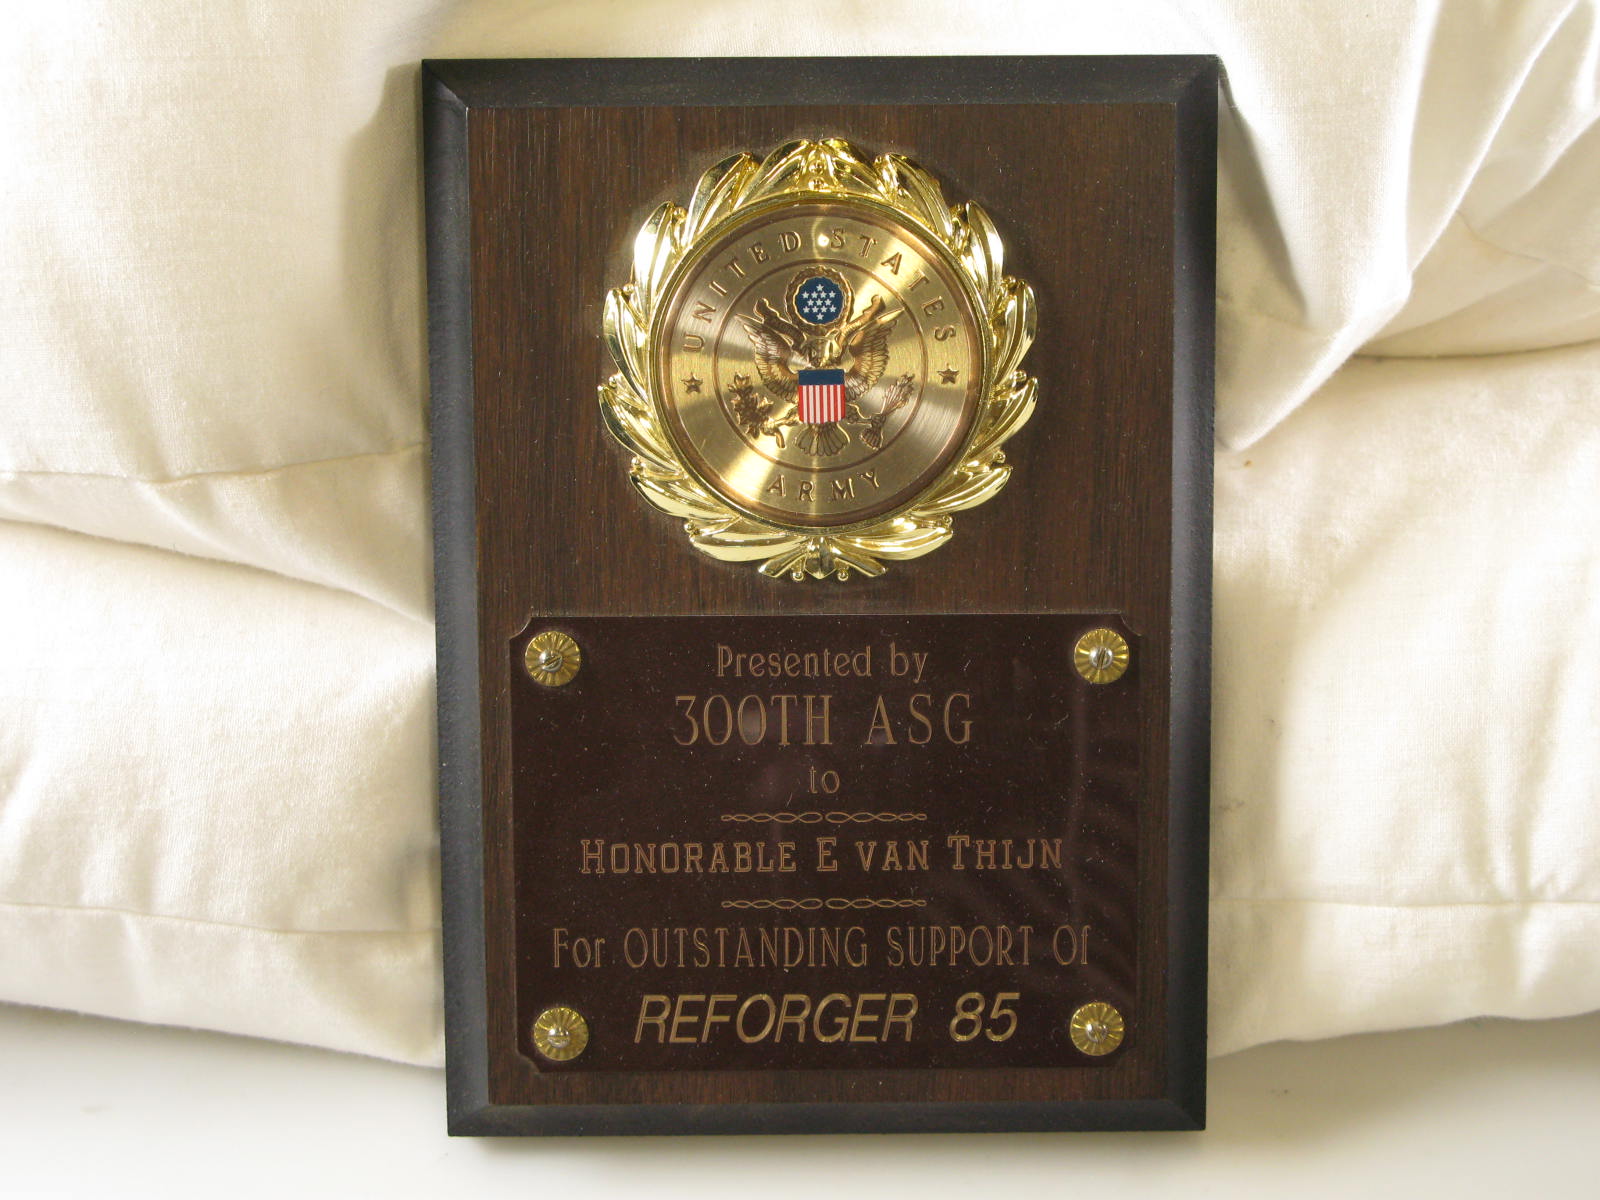 UNITED STATES
ARMY
Presented by
300TH ASG
to
HONORABLE E VAN THIJN
For OUTSTANDING SUPPORT Of
REFORGER 85